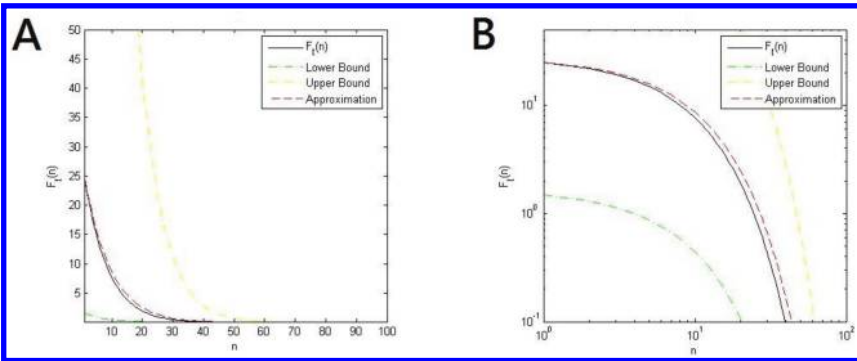 A
50
45
40
35
30
25
20
15
10
5
F_t(n)
10 20 30 40 50 60 70 80 90 100
n
F_t(n)
Lower Bound
Upper Bound
Approximation
B
10^1
10^0
10^-1
F_t(n)
10^0 10^1 10^2
n
F_t(n)
Lower Bound
Upper Bound
Approximation